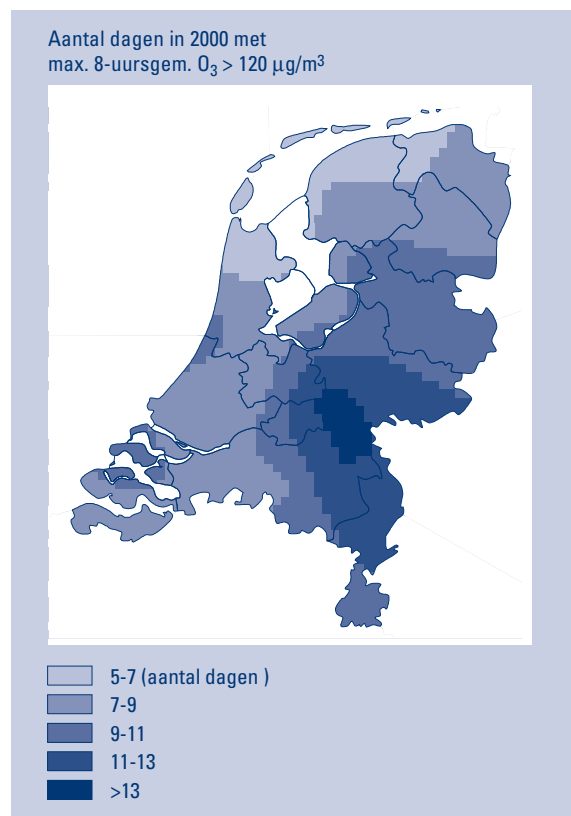 Aantal dagen in 2000 met
max. 8-uursgem. O₃ > 120 µg/m³
5-7 (aantal dagen )
7-9
9-11
11-13
>13